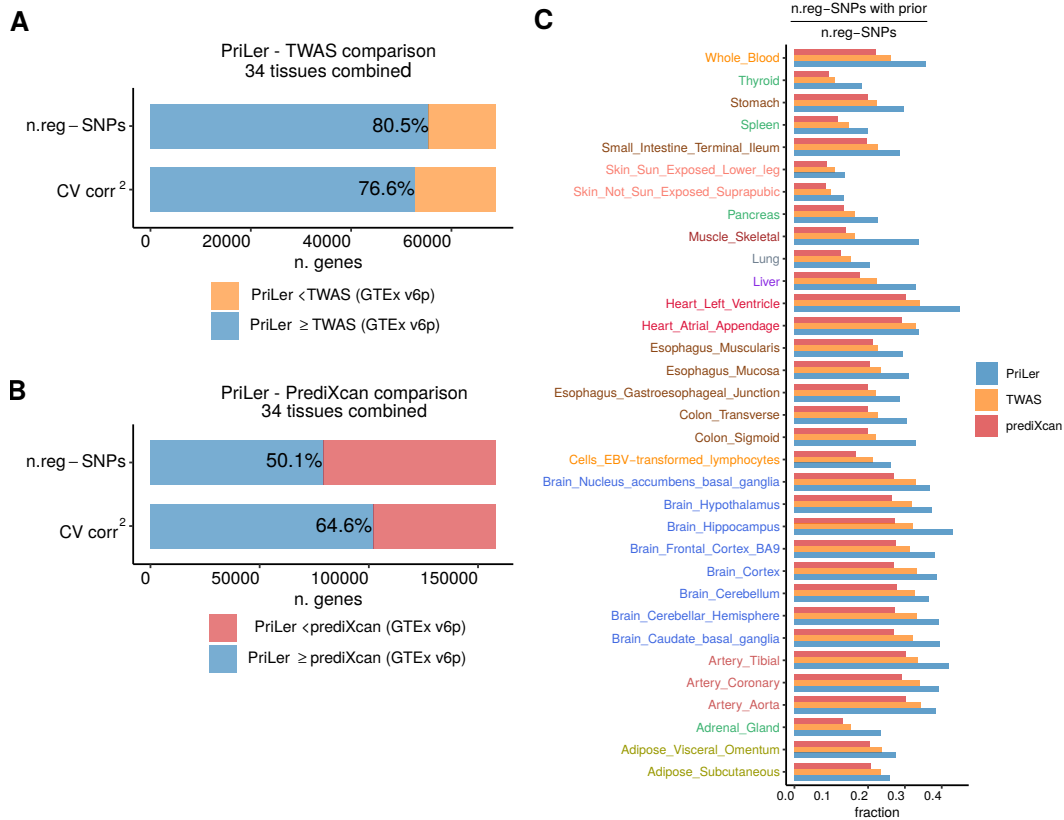 A
PriLer - TWAS comparison
34 tissues combined
n.reg−SNPs
80.5%
CV corr 2
76.6%
0 20000 40000 60000
n. genes
PriLer <TWAS (GTEx v6p)
PriLer ≥ TWAS (GTEx v6p)
B
PriLer - PrediXcan comparison
34 tissues combined
n.reg−SNPs
50.1%
CV corr2
64.6%
0 50000 100000 150000
n. genes
PriLer <prediXcan (GTEx v6p)
PriLer ≥ prediXcan (GTEx v6p)
C
n.reg−SNPs with prior
n.reg−SNPs
Whole_Blood
Thyroid
Stomach
Spleen
Small_Intestine_Terminal_Ileum
Skin_Sun_Exposed_Lower_leg
Skin_Not_Sun_Exposed_Suprapubic
Pancreas
Muscle_Skeletal
Lung
Liver
Heart_Left_Ventricle
Heart_Atrial_Appendage
Esophagus_Muscularis
Esophagus_Mucosa
Esophagus_Gastroesophageal_Junction
Colon_Transverse
Colon_Sigmoid
Cells_EBV−transformed_lymphocytes
Brain_Nucleus_accumbens_basal_ganglia
Brain_Hypothalamus
Brain_Hippocampus
Brain_Frontal_Cortex_BA9
Brain_Cortex
Brain_Cerebellum
Brain_Cerebellar_Hemisphere
Brain_Caudate_basal_ganglia
Artery_Tibial
Artery_Coronary
Artery_Aorta
Adrenal_Gland
Adipose_Visceral_Omentum
Adipose_Subcutaneous
0.0 0.1 0.2 0.3 0.4
fraction
PriLer
TWAS
prediXcan